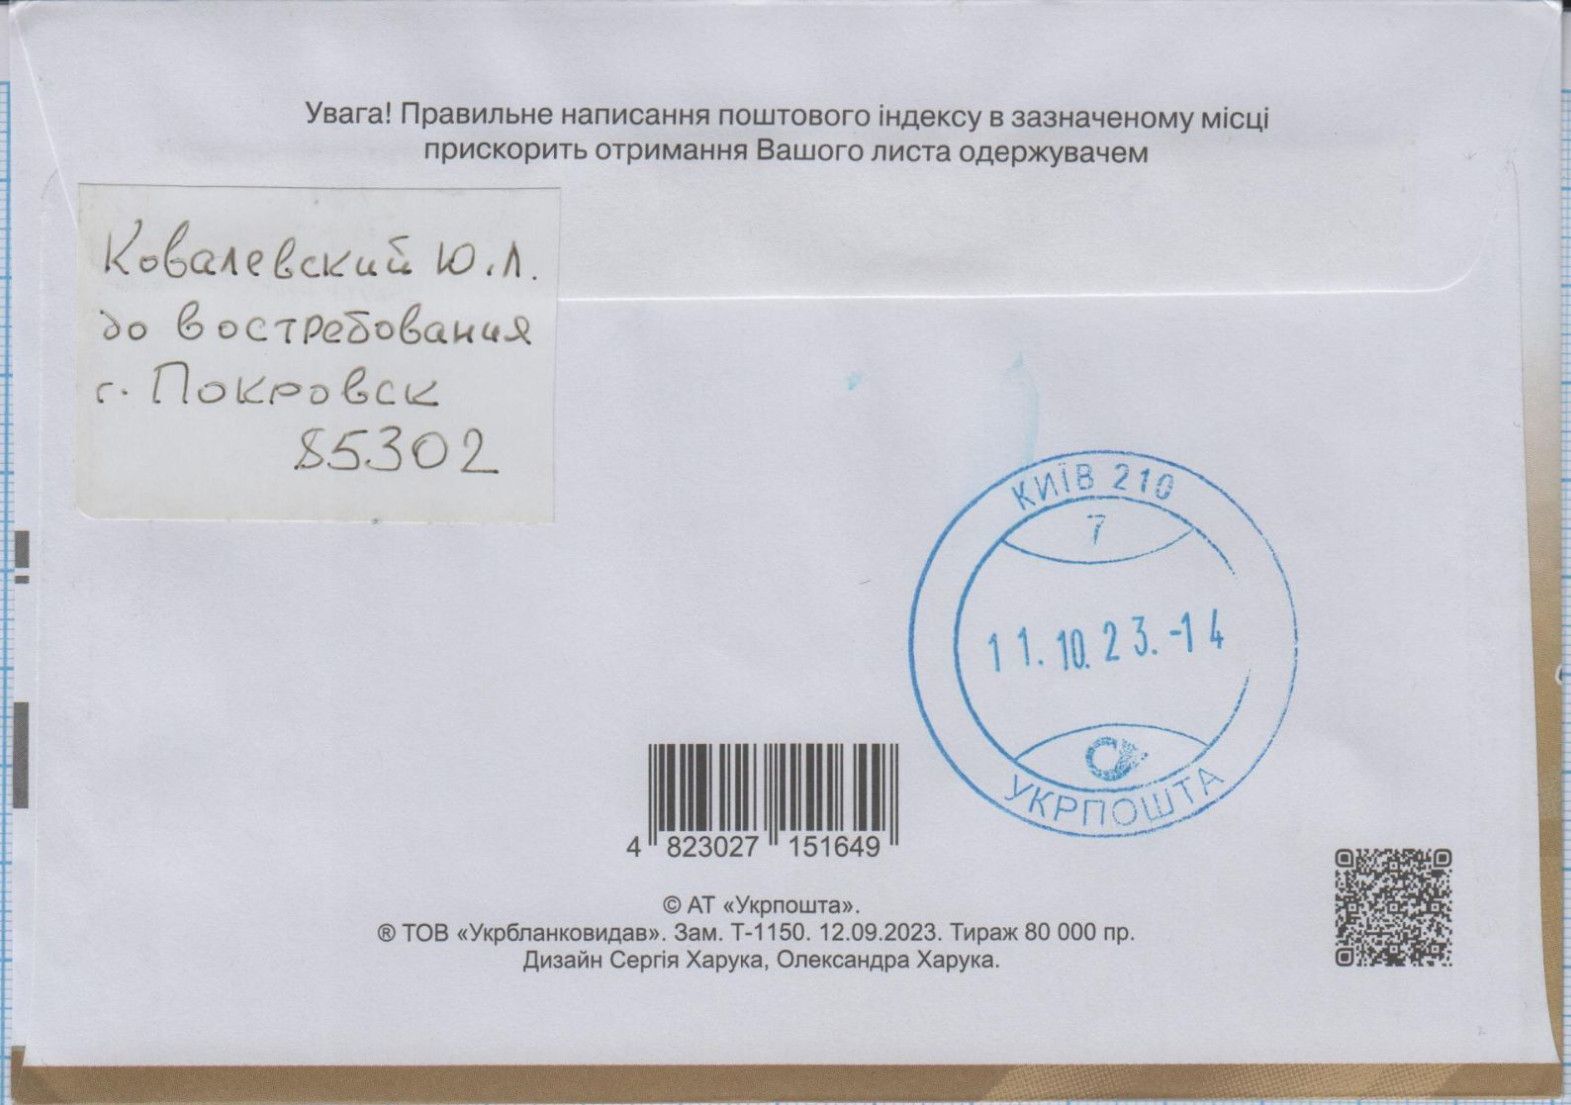 Увага! Правильне написання поштового індексу в зазначеному місці
прискорить отримання Вашого листа одержувачем
Ковалевский Ю.Л.
до востребования
г. Покровск
85302
КИЇВ 210
7
11.10.23.-14
УКРПОШТА
4 823027 151649
© АТ «Укрпошта».
® ТОВ «Укрбланковидав». Зам. Т-1150. 12.09.2023. Тираж 80 000 пр.
Дизайн Сергія Харука, Олександра Харука.